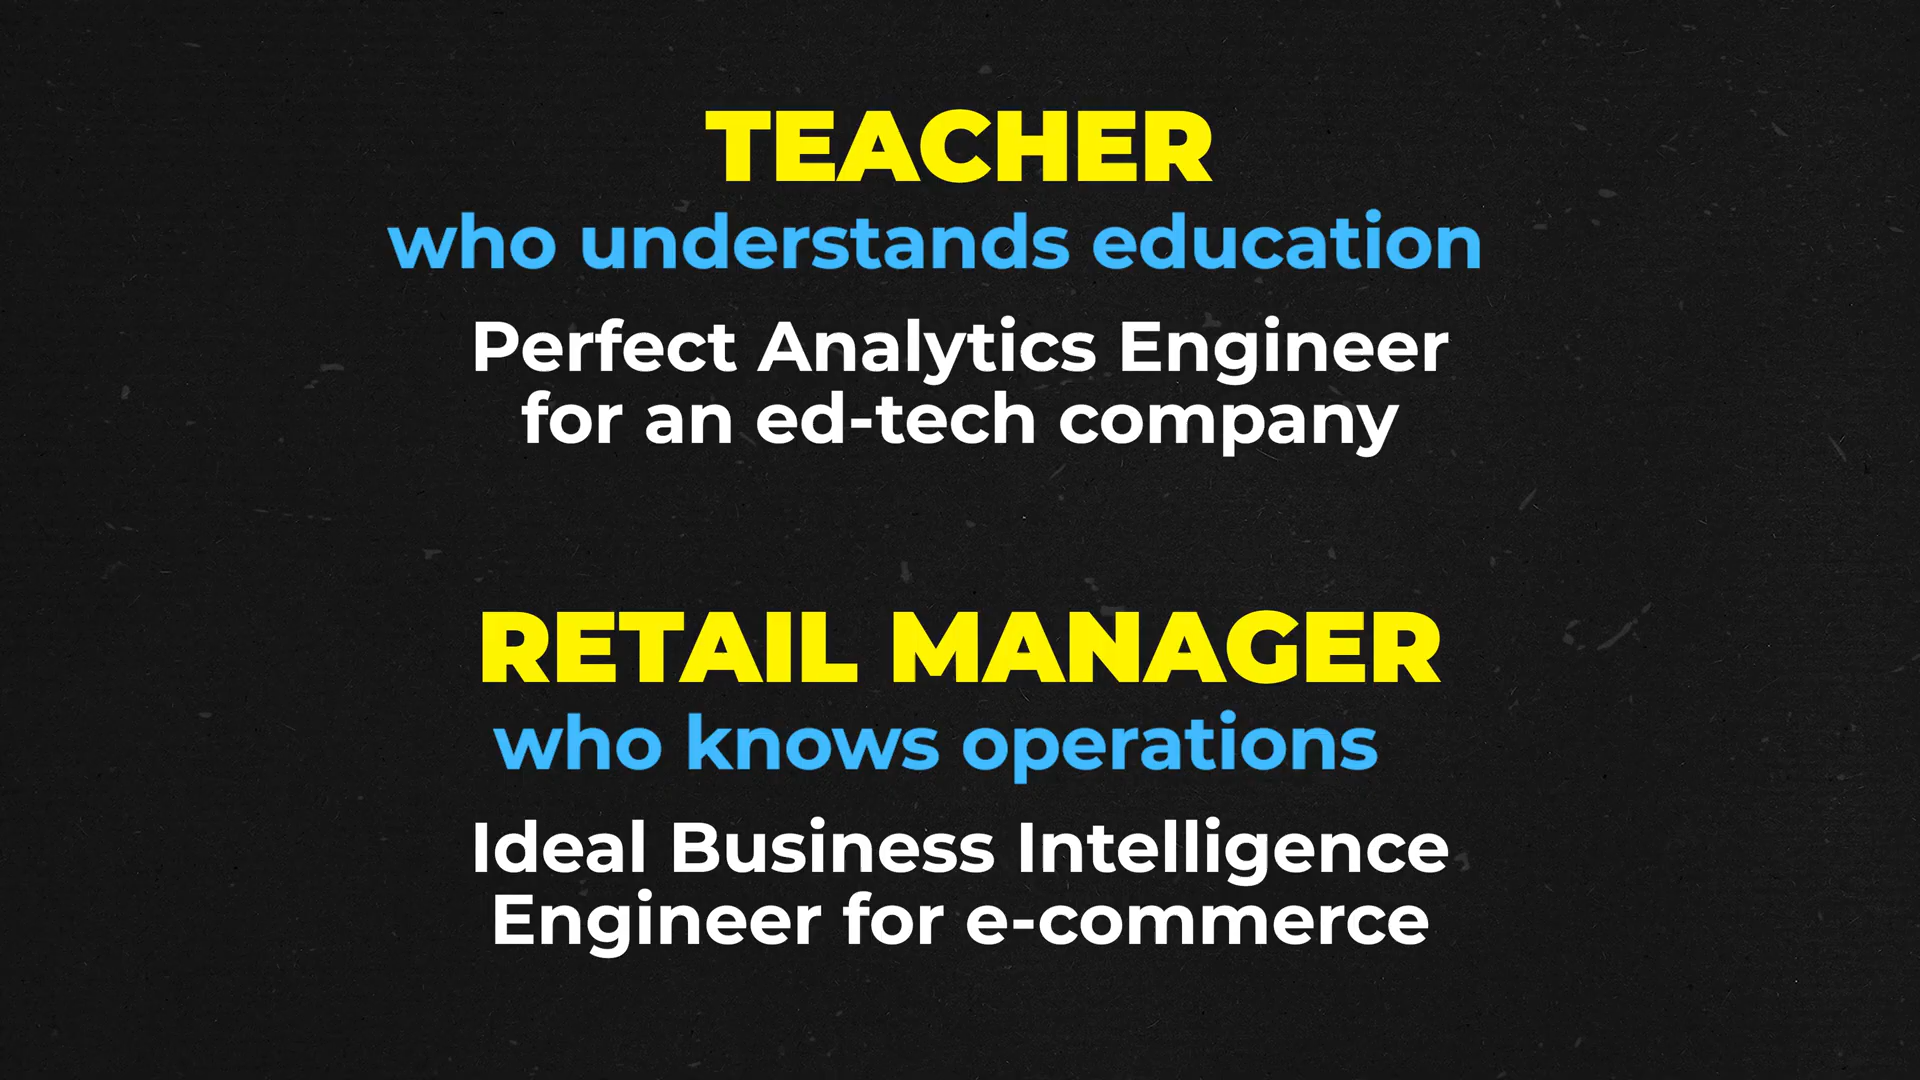 TEACHER
who understands education
Perfect Analytics Engineer
for an ed-tech company
RETAIL MANAGER
who knows operations
Ideal Business Intelligence
Engineer for e-commerce